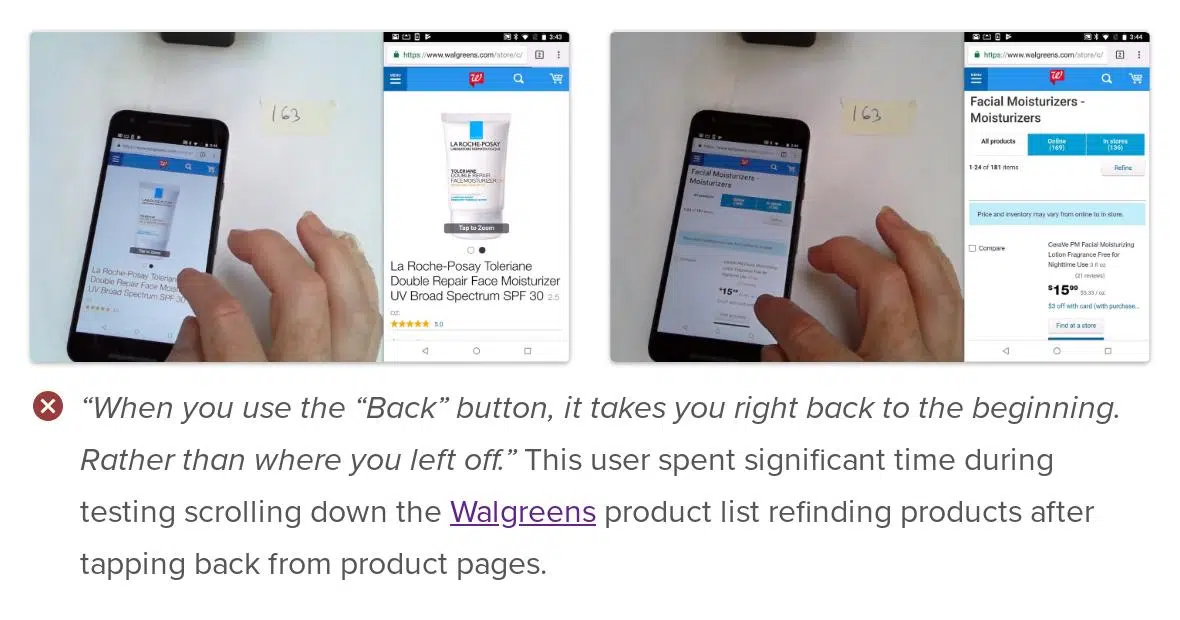 3:43
https://www.walgreens.com/store/c/
MENU
163
LA ROCHE-POSAY
LABORATOIRE DERMATOLOGIQUE
TOLERIANE
DOUBLE REPAIR
FACE MOISTURIZER
Tap to Zoom
La Roche-Posay Toleriane
Double Repair Face Moisturizer
UV Broad Spectrum SPF 30 2.5
oz.
5.0
3:44
https://www.walgreens.com/store/c/
MENU
163
Facial Moisturizers -
Moisturizers
All products
Online
(169)
In stores
(136)
1-24 of 181 items
Refine
Price and inventory may vary from online to in store.
Compare
CeraVe PM Facial Moisturizing
Lotion Fragrance Free for
Nighttime Use 3 fl oz
(21 reviews)
$15⁹⁹ $5.33 / oz.
$3 off with card (with purchase...
Find at a store
“When you use the “Back” button, it takes you right back to the beginning.
Rather than where you left off.” This user spent significant time during
testing scrolling down the Walgreens product list refinding products after
tapping back from product pages.